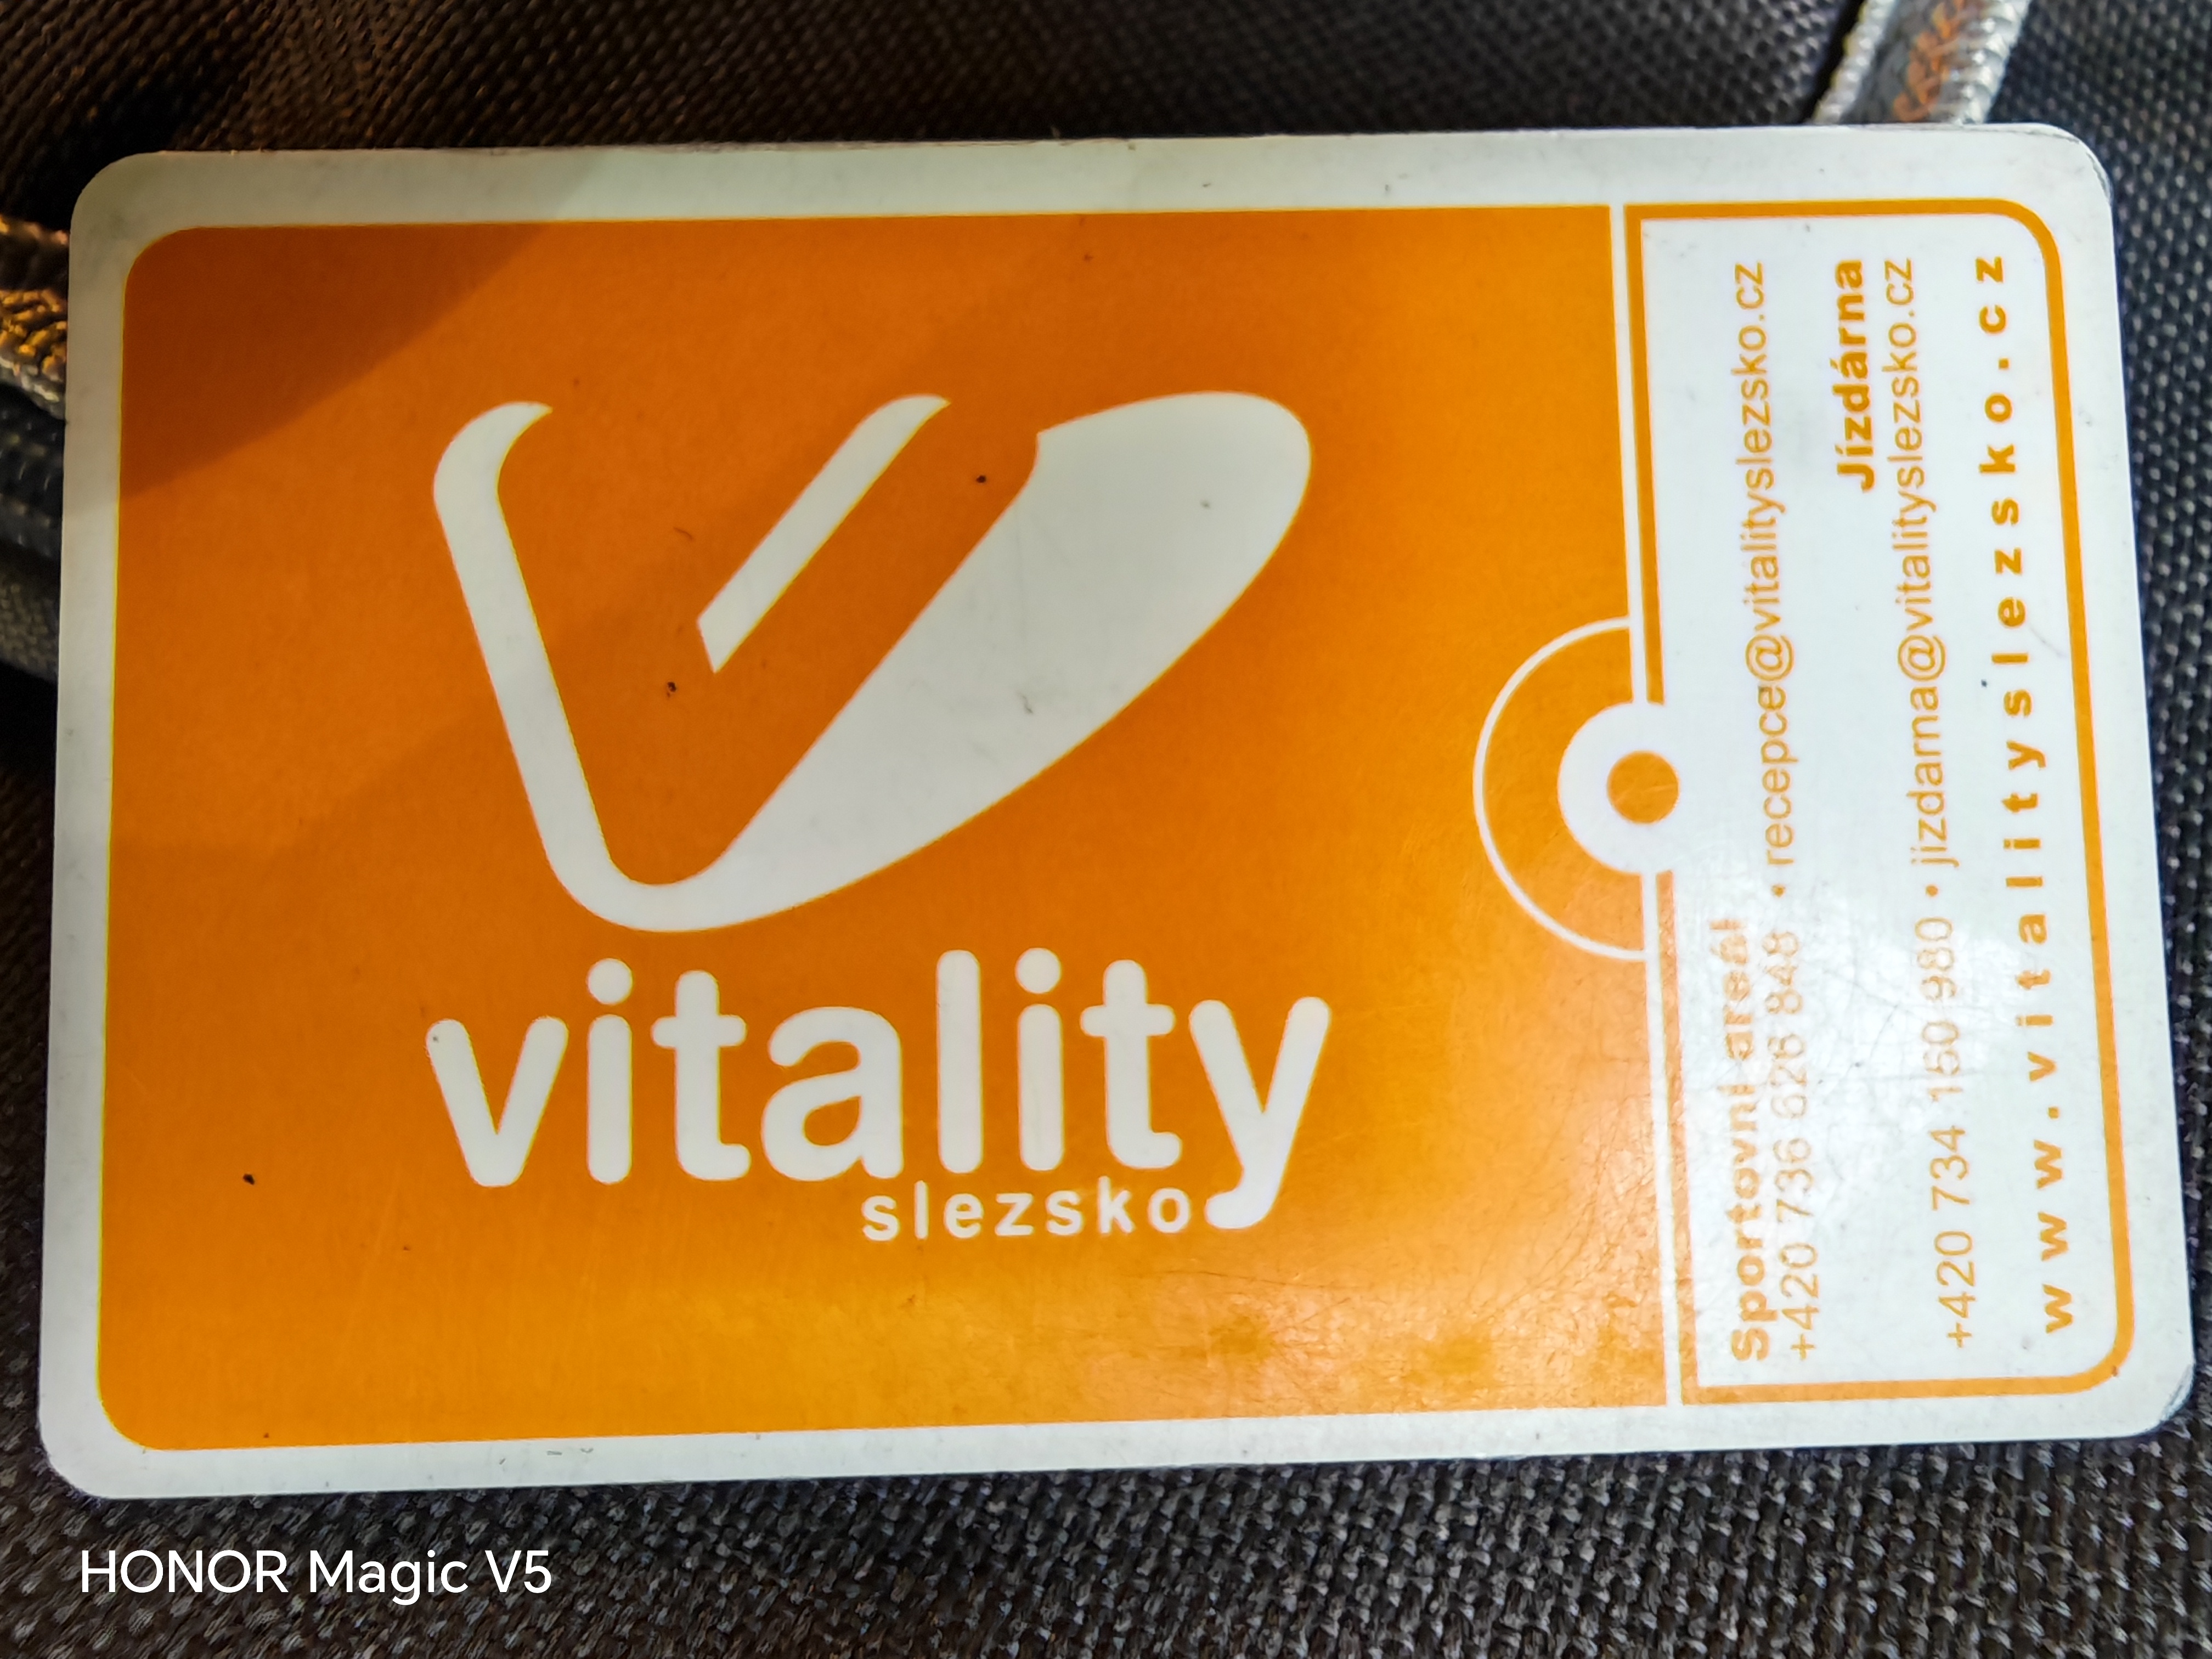 vitality
slezsko
Sportovní areál
+420 736 626 848 • recepce@vitalityslezsko.cz
Jízdárna
+420 734 150 980 • jizdarna@vitalityslezsko.cz
www.vitalityslezsko.cz
HONOR Magic V5